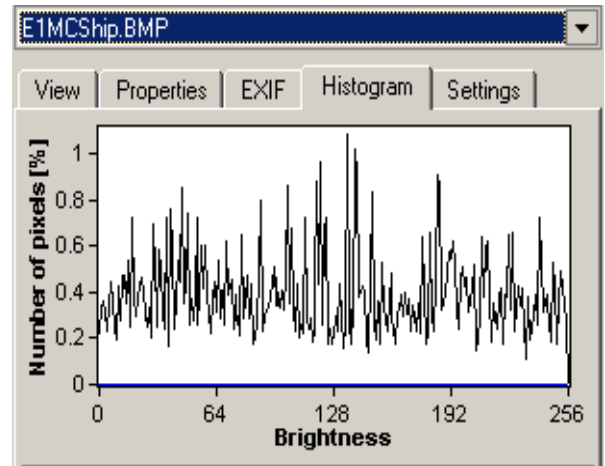 E1MCShip.BMP
View Properties EXIF Histogram Settings
Number of pixels [%]
1
0.8
0.6
0.4
0.2
0
0 64 128 192 256
Brightness